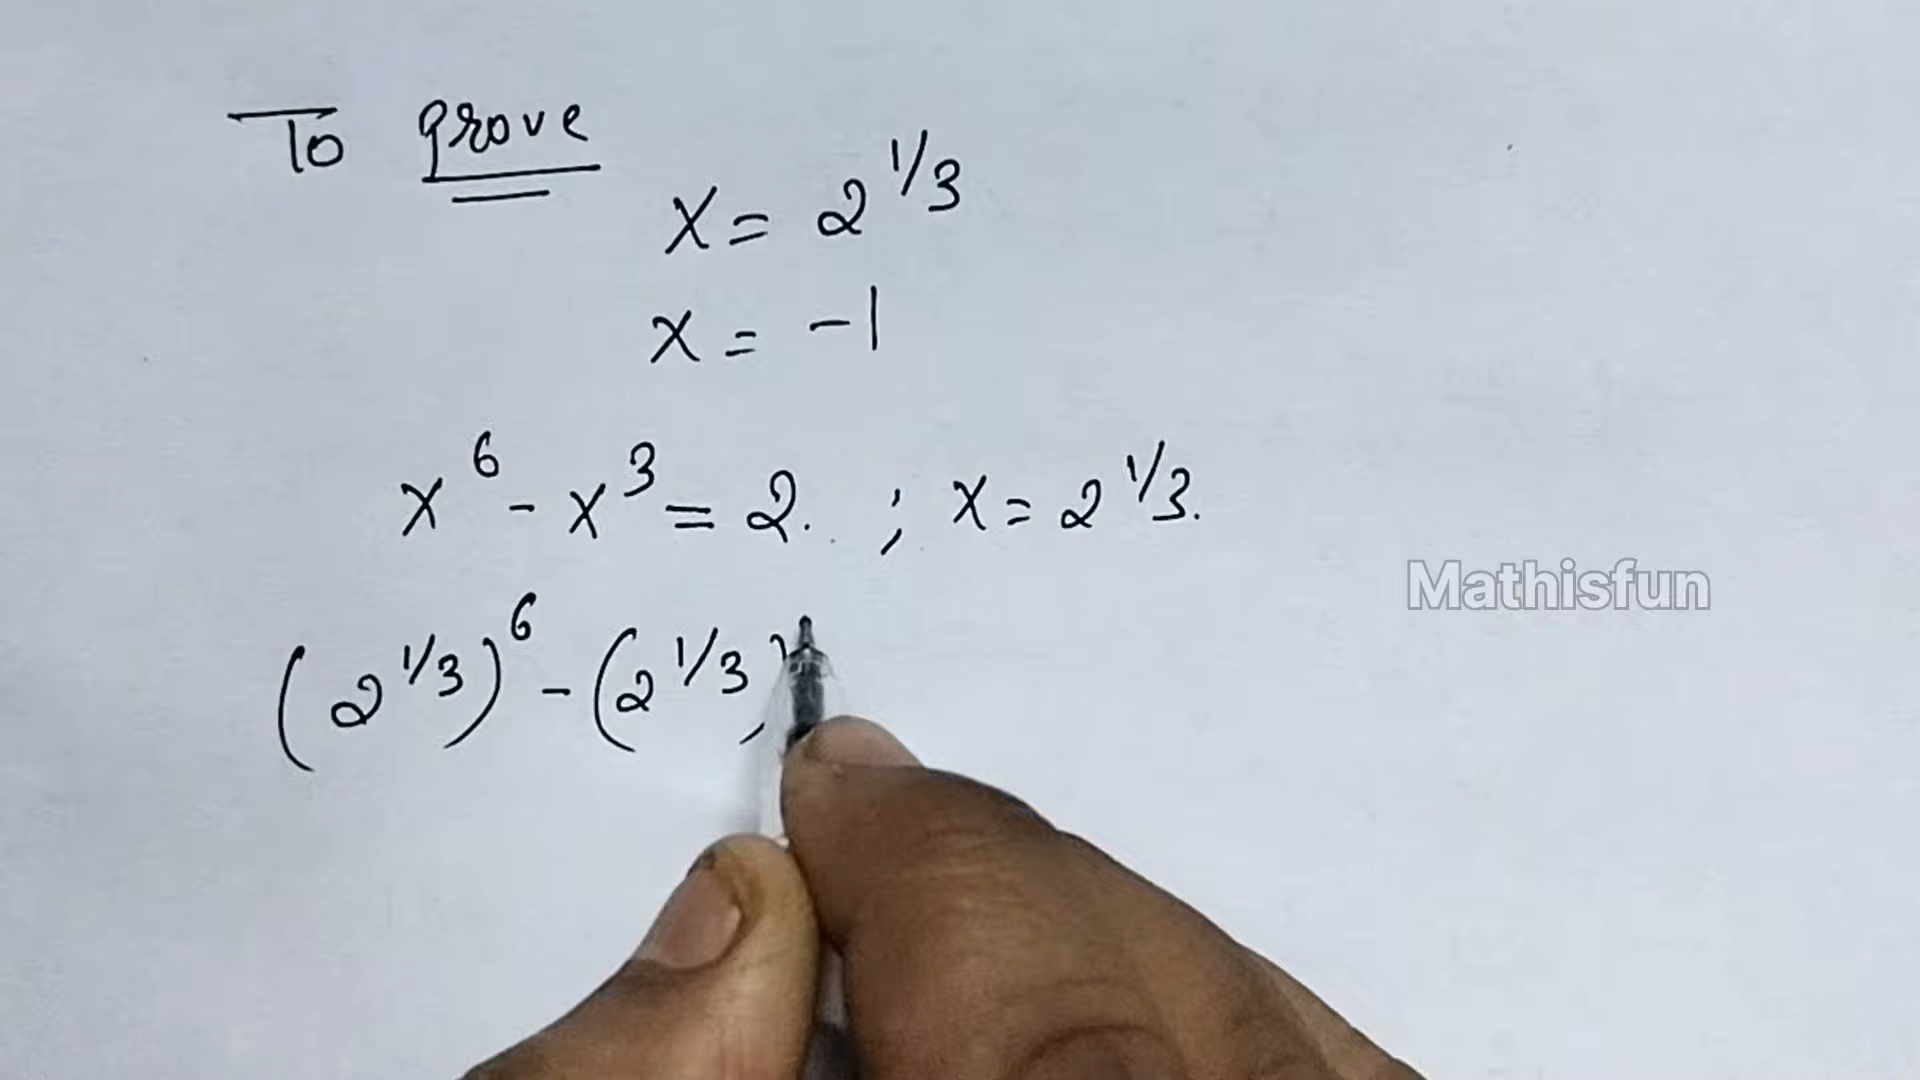 To prove
x = 2^1/3
x = -1
x^6 - x^3 = 2. ; x = 2^1/3.
Mathisfun
(2^1/3)^6 - (2^1/3)